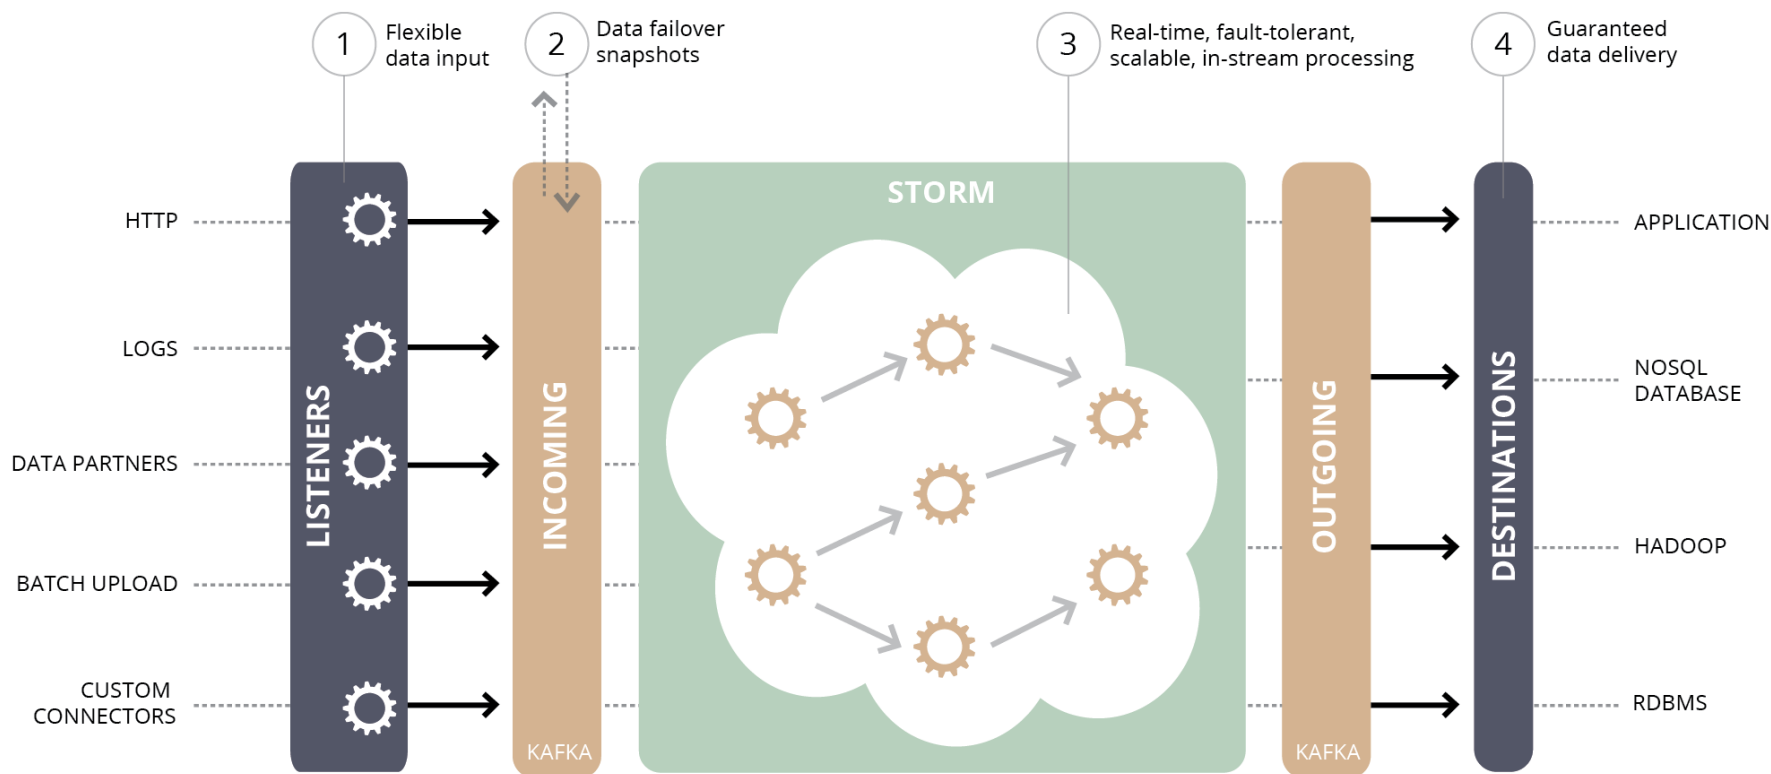 1
Flexible
data input
2
Data failover
snapshots
3
Real-time, fault-tolerant,
scalable, in-stream processing
4
Guaranteed
data delivery
HTTP
LOGS
DATA PARTNERS
BATCH UPLOAD
CUSTOM
CONNECTORS
LISTENERS
INCOMING
KAFKA
STORM
OUTGOING
KAFKA
DESTINATIONS
APPLICATION
NOSQL
DATABASE
HADOOP
RDBMS